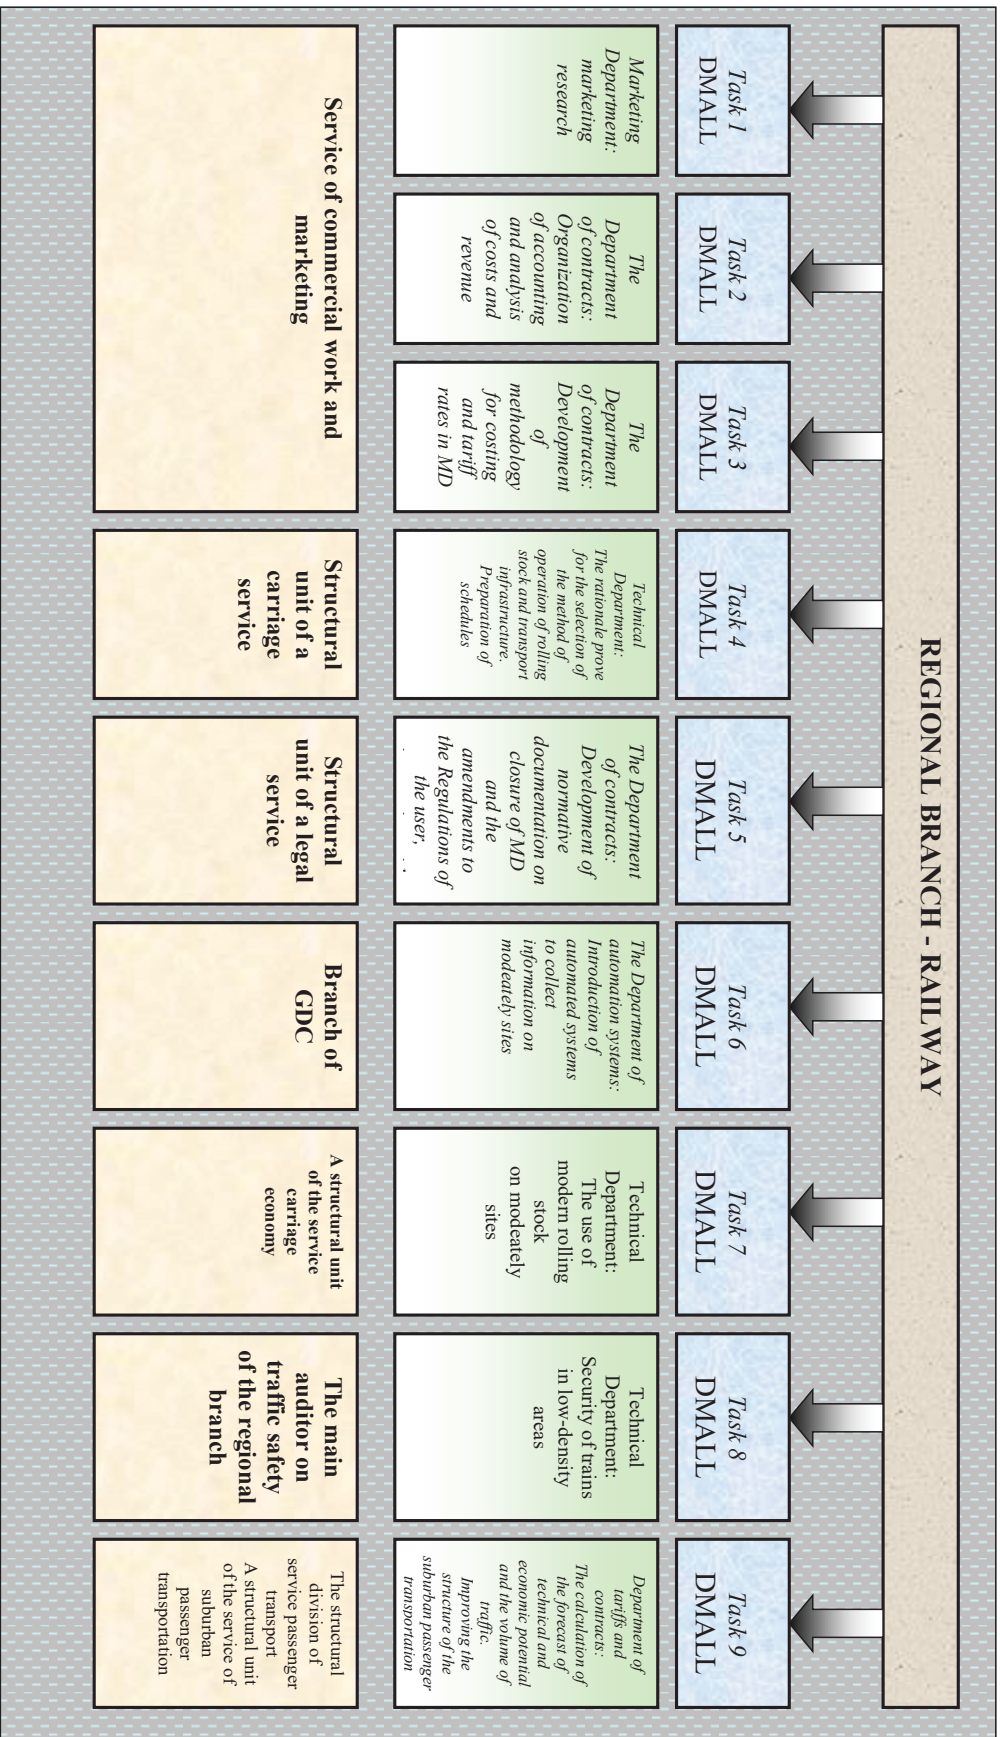 REGIONAL BRANCH - RAILWAY
Task 1
DMALL
Task 2
DMALL
Task 3
DMALL
Task 4
DMALL
Task 5
DMALL
Task 6
DMALL
Task 7
DMALL
Task 8
DMALL
Task 9
DMALL
Marketing
Department:
marketing
research
The
Department
of contracts:
Organization
of accounting
and analysis
of costs and
revenue
The
Department
of contracts:
Development
of
methodology
for costing
and tariff
rates in MD
Technical
Department:
The rationale prove
for the selection of
the method of
operation of rolling
stock and transport
infrastructure.
Preparation of
schedules
The Department
of contracts:
Development of
normative
documentation on
closure of MD
and the
amendments to
the Regulations of
the user,
The Department of
automation systems:
Introduction of
automated systems
to collect
information on
modeately sites
Technical
Department:
The use of
modern rolling
stock
on modeately
sites
Technical
Department:
Security of trains
in low-density
areas
Department of
tariffs and
contracts:
The calculation of
the forecast of
technical and
economic potential
and the volume of
traffic.
Improving the
structure of the
suburban passenger
transportation
Service of commercial work and
marketing
Structural
unit of a
carriage
service
Structural
unit of a legal
service
Branch of
GDC
A structural unit
of the service
carriage
economy
The main
auditor on
traffic safety
of the regional
branch
The structural
division of
service passenger
transport
A structural unit
of the service of
suburban
passenger
transportation